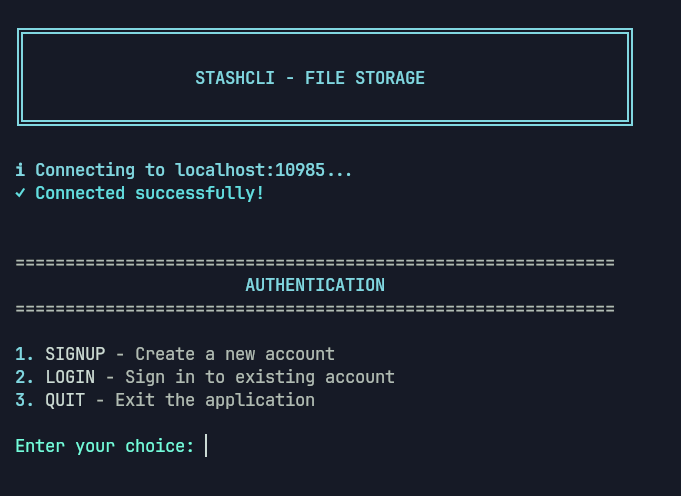 STASHCLI - FILE STORAGE
ℹ Connecting to localhost:10985...
✓ Connected successfully!
============================================================
AUTHENTICATION
============================================================
1. SIGNUP - Create a new account
2. LOGIN - Sign in to existing account
3. QUIT - Exit the application
Enter your choice: